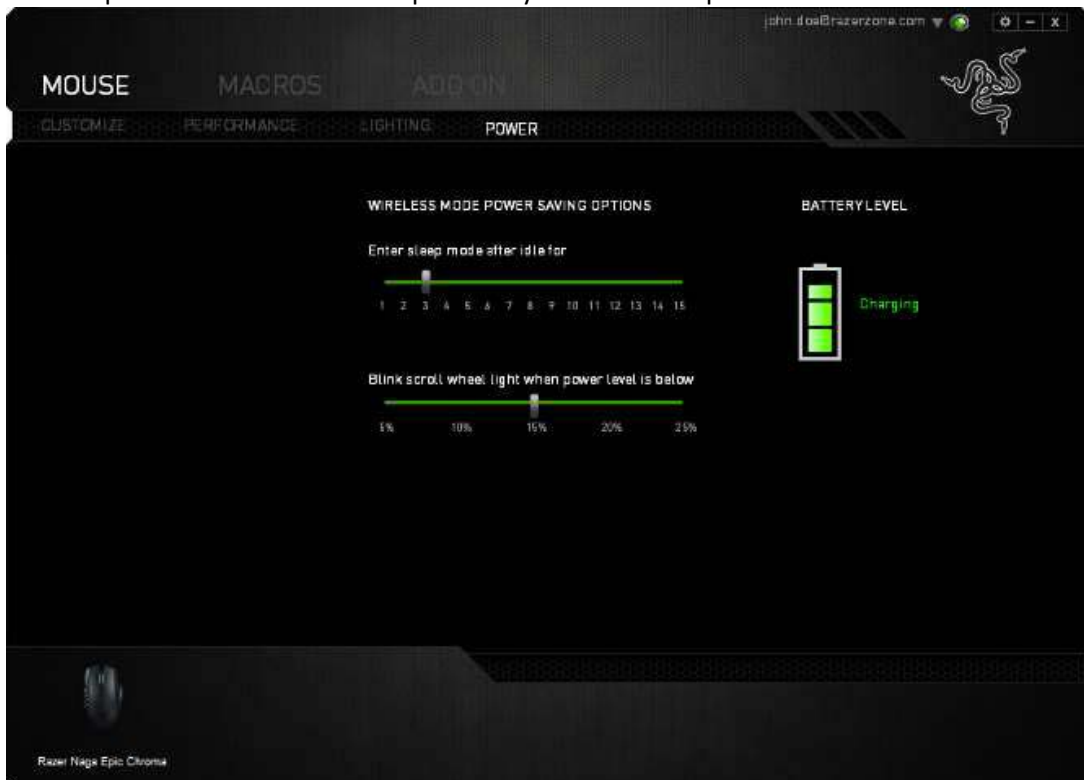 john.doe@razerzone.com
MOUSE MACROS ADD-ON
CUSTOMIZE PERFORMANCE LIGHTING POWER
WIRELESS MODE POWER SAVING OPTIONS BATTERY LEVEL
Enter sleep mode after idle for
1 2 3 4 5 6 7 8 9 10 11 12 13 14 15
Charging
Blink scroll wheel light when power level is below
5% 10% 15% 20% 25%
Razer Naga Epic Chroma